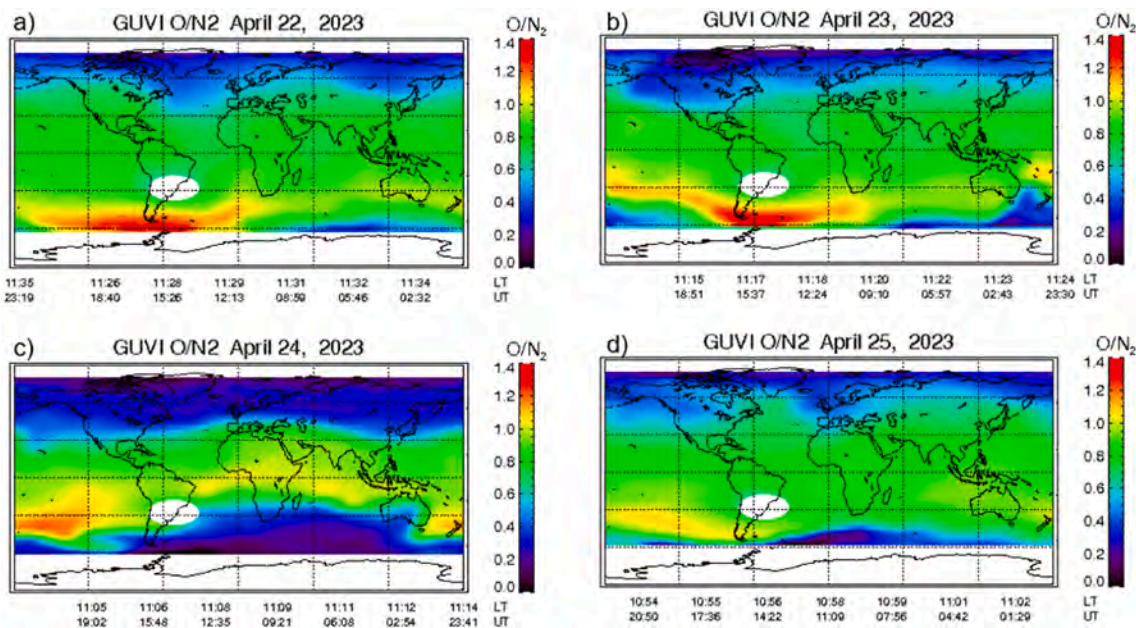 a) GUVI O/N2 April 22, 2023 O/N2
1.4
1.2
1.0
0.8
0.6
0.4
0.2
0.0
11:35 11:26 11:28 11:29 11:31 11:32 11:34 LT
23:19 18:40 15:26 12:13 08:59 05:46 02:32 UT
b) GUVI O/N2 April 23, 2023 O/N2
1.4
1.2
1.0
0.8
0.6
0.4
0.2
0.0
11:15 11:17 11:18 11:20 11:22 11:23 11:24 LT
18:51 15:37 12:24 09:10 05:57 02:43 23:30 UT
c) GUVI O/N2 April 24, 2023 O/N2
1.4
1.2
1.0
0.8
0.6
0.4
0.2
0.0
11:05 11:06 11:08 11:09 11:11 11:12 11:14 LT
19:02 15:48 12:35 09:21 06:08 02:54 23:41 UT
d) GUVI O/N2 April 25, 2023 O/N2
1.4
1.2
1.0
0.8
0.6
0.4
0.2
0.0
10:54 10:55 10:56 10:58 10:59 11:01 11:02 LT
20:50 17:36 14:22 11:09 07:56 04:42 01:29 UT